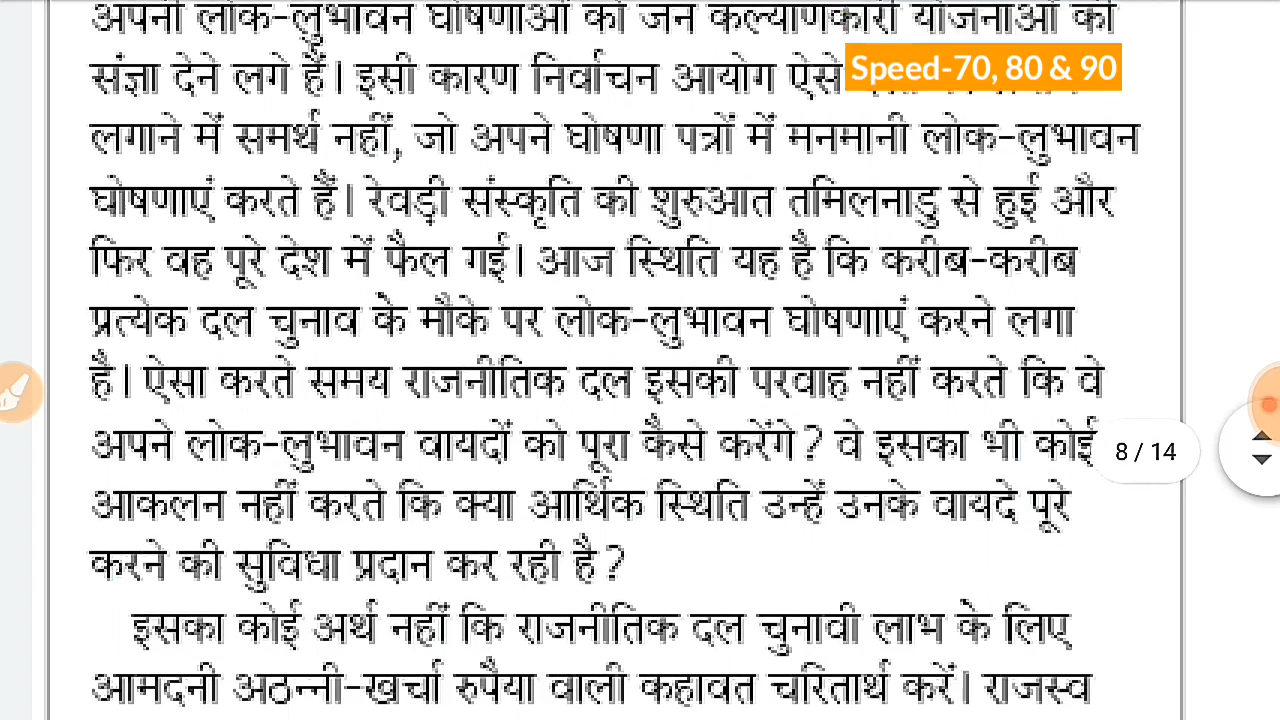 अपनी लोक-लुभावन घोषणाओं को जन कल्याणकारी योजनाओं की
संज्ञा देने लगे हैं। इसी कारण निर्वाचन आयोग ऐसे
Speed-70, 80 & 90
लगाने में समर्थ नहीं, जो अपने घोषणा पत्रों में मनमानी लोक-लुभावन
घोषणाएं करते हैं। रेवड़ी संस्कृति की शुरुआत तमिलनाडु से हुई और
फिर वह पूरे देश में फैल गई। आज स्थिति यह है कि करीब-करीब
प्रत्येक दल चुनाव के मौके पर लोक-लुभावन घोषणाएं करने लगा
है। ऐसा करते समय राजनीतिक दल इसकी परवाह नहीं करते कि वे
अपने लोक-लुभावन वायदों को पूरा कैसे करेंगे? वे इसका भी कोई
8 / 14
आकलन नहीं करते कि क्या आर्थिक स्थिति उन्हें उनके वायदे पूरे
करने की सुविधा प्रदान कर रही है?
इसका कोई अर्थ नहीं कि राजनीतिक दल चुनावी लाभ के लिए
आमदनी अठन्नी-खर्चा रुपैया वाली कहावत चरितार्थ करें। राजस्व